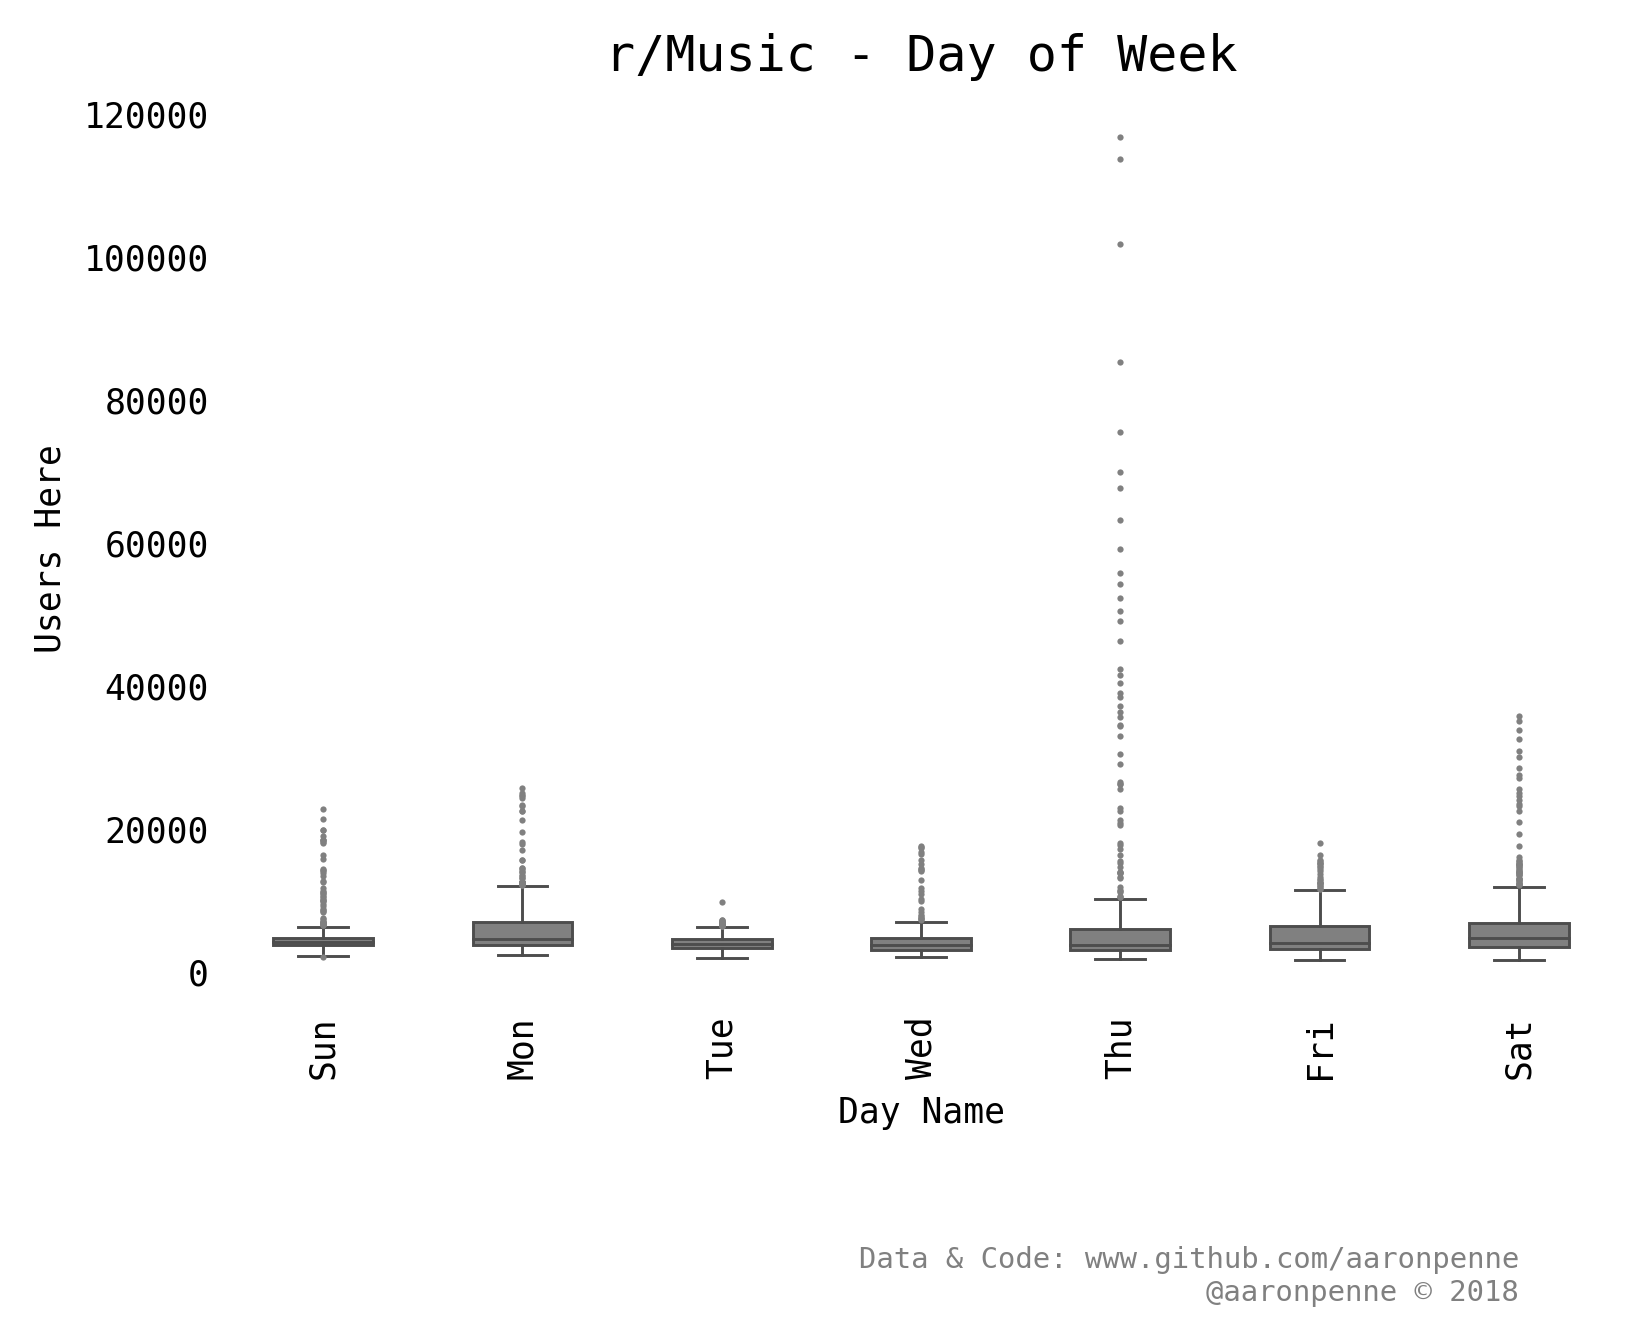 r/Music - Day of Week
120000
100000
80000
60000
40000
20000
0
Users Here
Sun
Mon
Tue
Wed
Thu
Fri
Sat
Day Name
Data & Code: www.github.com/aaronpenne
@aaronpenne © 2018